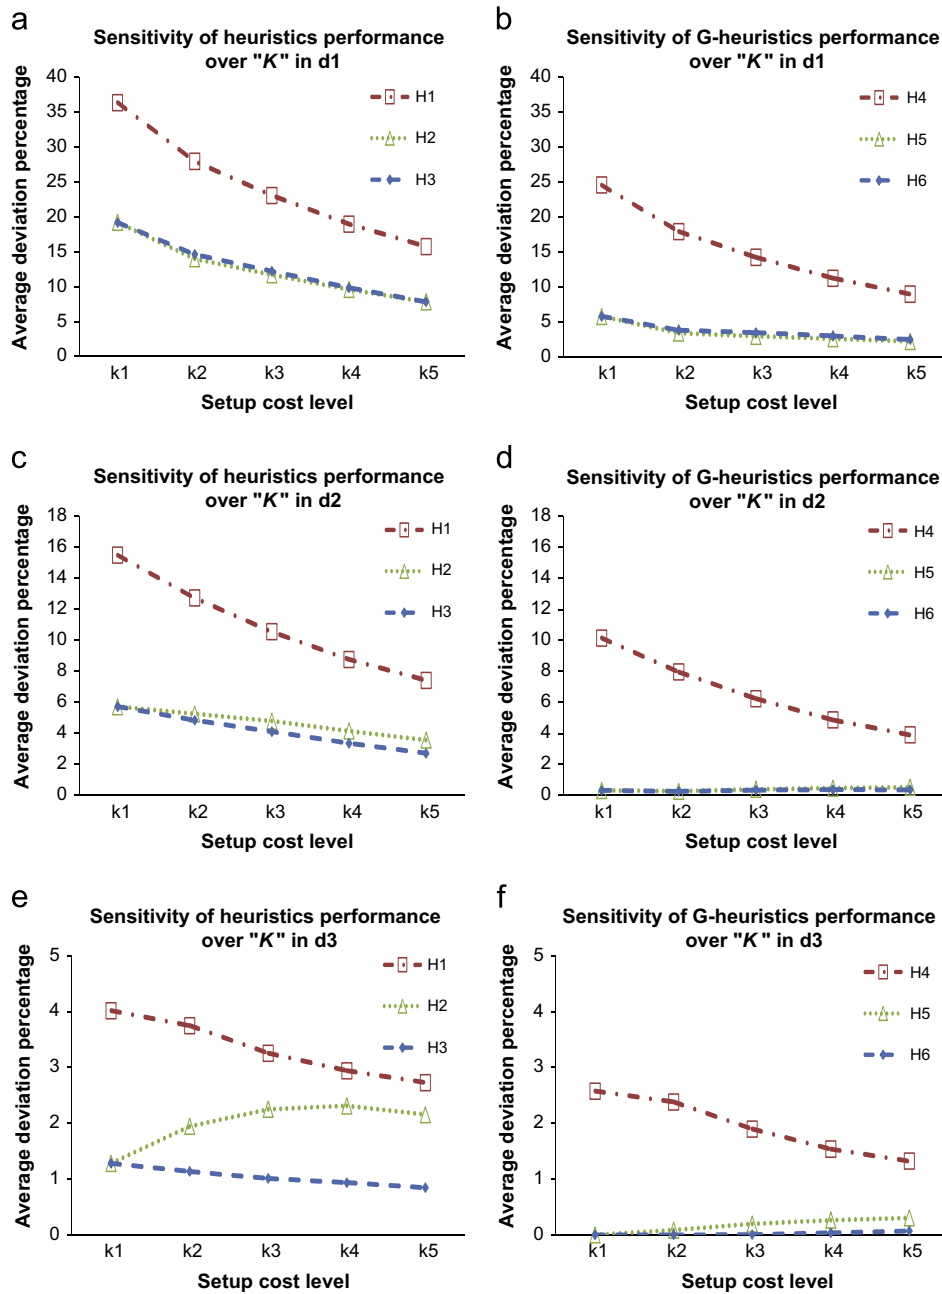 a
Sensitivity of heuristics performance
over "K" in d1
Average deviation percentage
40
35
30
25
20
15
10
5
0
H1
H2
H3
k1 k2 k3 k4 k5
Setup cost level
b
Sensitivity of G-heuristics performance
over "K" in d1
Average deviation percentage
40
35
30
25
20
15
10
5
0
H4
H5
H6
k1 k2 k3 k4 k5
Setup cost level
c
Sensitivity of heuristics performance
over "K" in d2
Average deviation percentage
18
16
14
12
10
8
6
4
2
0
H1
H2
H3
k1 k2 k3 k4 k5
Setup cost level
d
Sensitivity of G-heuristics performance
over "K" in d2
Average deviation percentage
18
16
14
12
10
8
6
4
2
0
H4
H5
H6
k1 k2 k3 k4 k5
Setup cost level
e
Sensitivity of heuristics performance
over "K" in d3
Average deviation percentage
5
4
3
2
1
0
H1
H2
H3
k1 k2 k3 k4 k5
Setup cost level
f
Sensitivity of G-heuristics performance
over "K" in d3
Average deviation percentage
5
4
3
2
1
0
H4
H5
H6
k1 k2 k3 k4 k5
Setup cost level